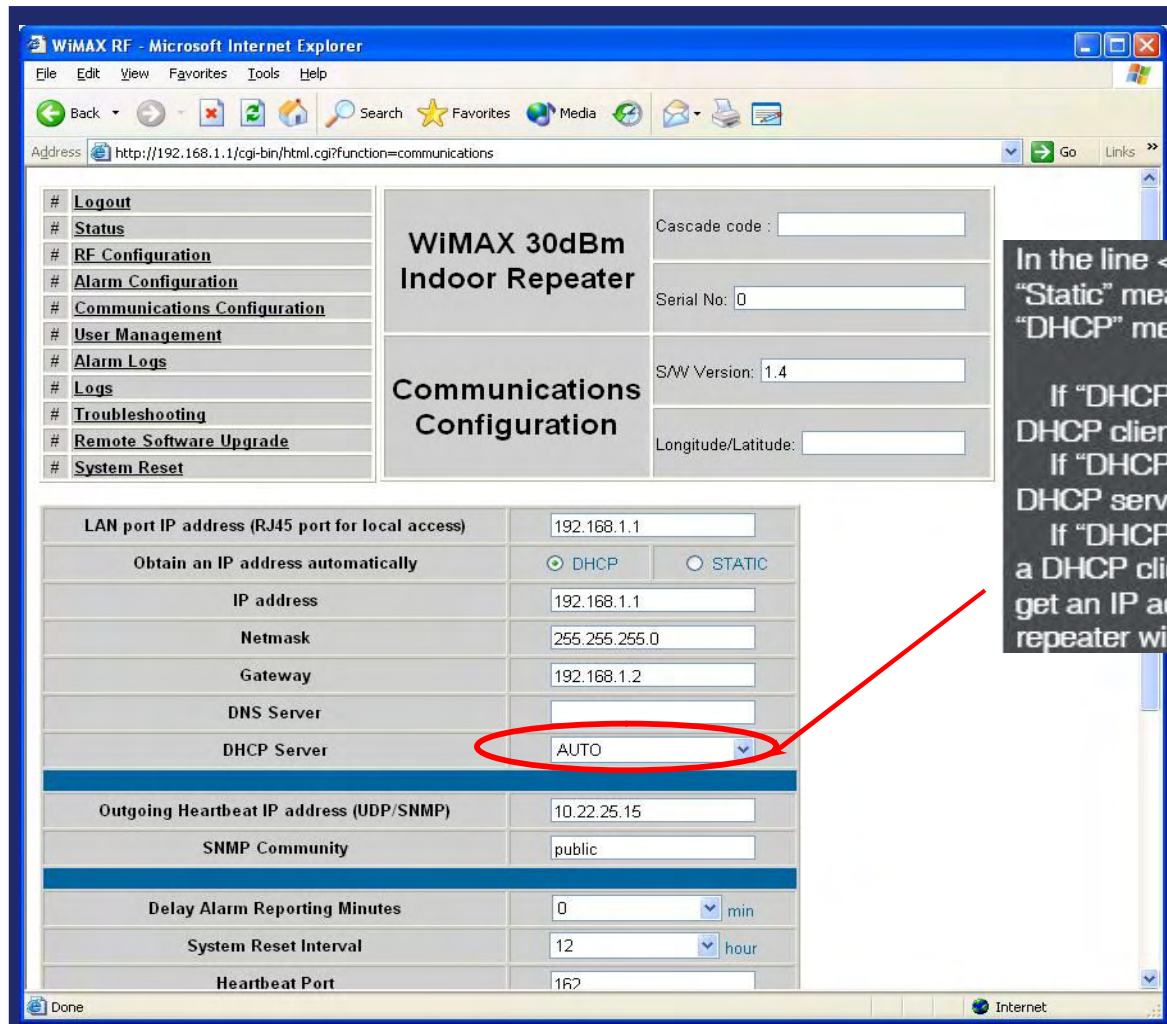 WiMAX RF - Microsoft Internet Explorer
File Edit View Favorites Tools Help
Back Search Favorites Media
Address http://192.168.1.1/cgi-bin/html.cgi?function=communications Go Links »
# Logout
# Status
# RF Configuration
# Alarm Configuration
# Communications Configuration
# User Management
# Alarm Logs
# Logs
# Troubleshooting
# Remote Software Upgrade
# System Reset
WiMAX 30dBm
Indoor Repeater
Communications
Configuration
Cascade code :
Serial No: 0
S/W Version: 1.4
Longitude/Latitude:
In the line <
"Static" mea
"DHCP" me
If "DHCP
DHCP clien
If "DHCP
DHCP serv
If "DHCP
a DHCP clie
get an IP ad
repeater wi
LAN port IP address (RJ45 port for local access) 192.168.1.1
Obtain an IP address automatically DHCP STATIC
IP address 192.168.1.1
Netmask 255.255.255.0
Gateway 192.168.1.2
DNS Server
DHCP Server AUTO
Outgoing Heartbeat IP address (UDP/SNMP) 10.22.25.15
SNMP Community public
Delay Alarm Reporting Minutes 0 min
System Reset Interval 12 hour
Heartbeat Port 162
Done Internet